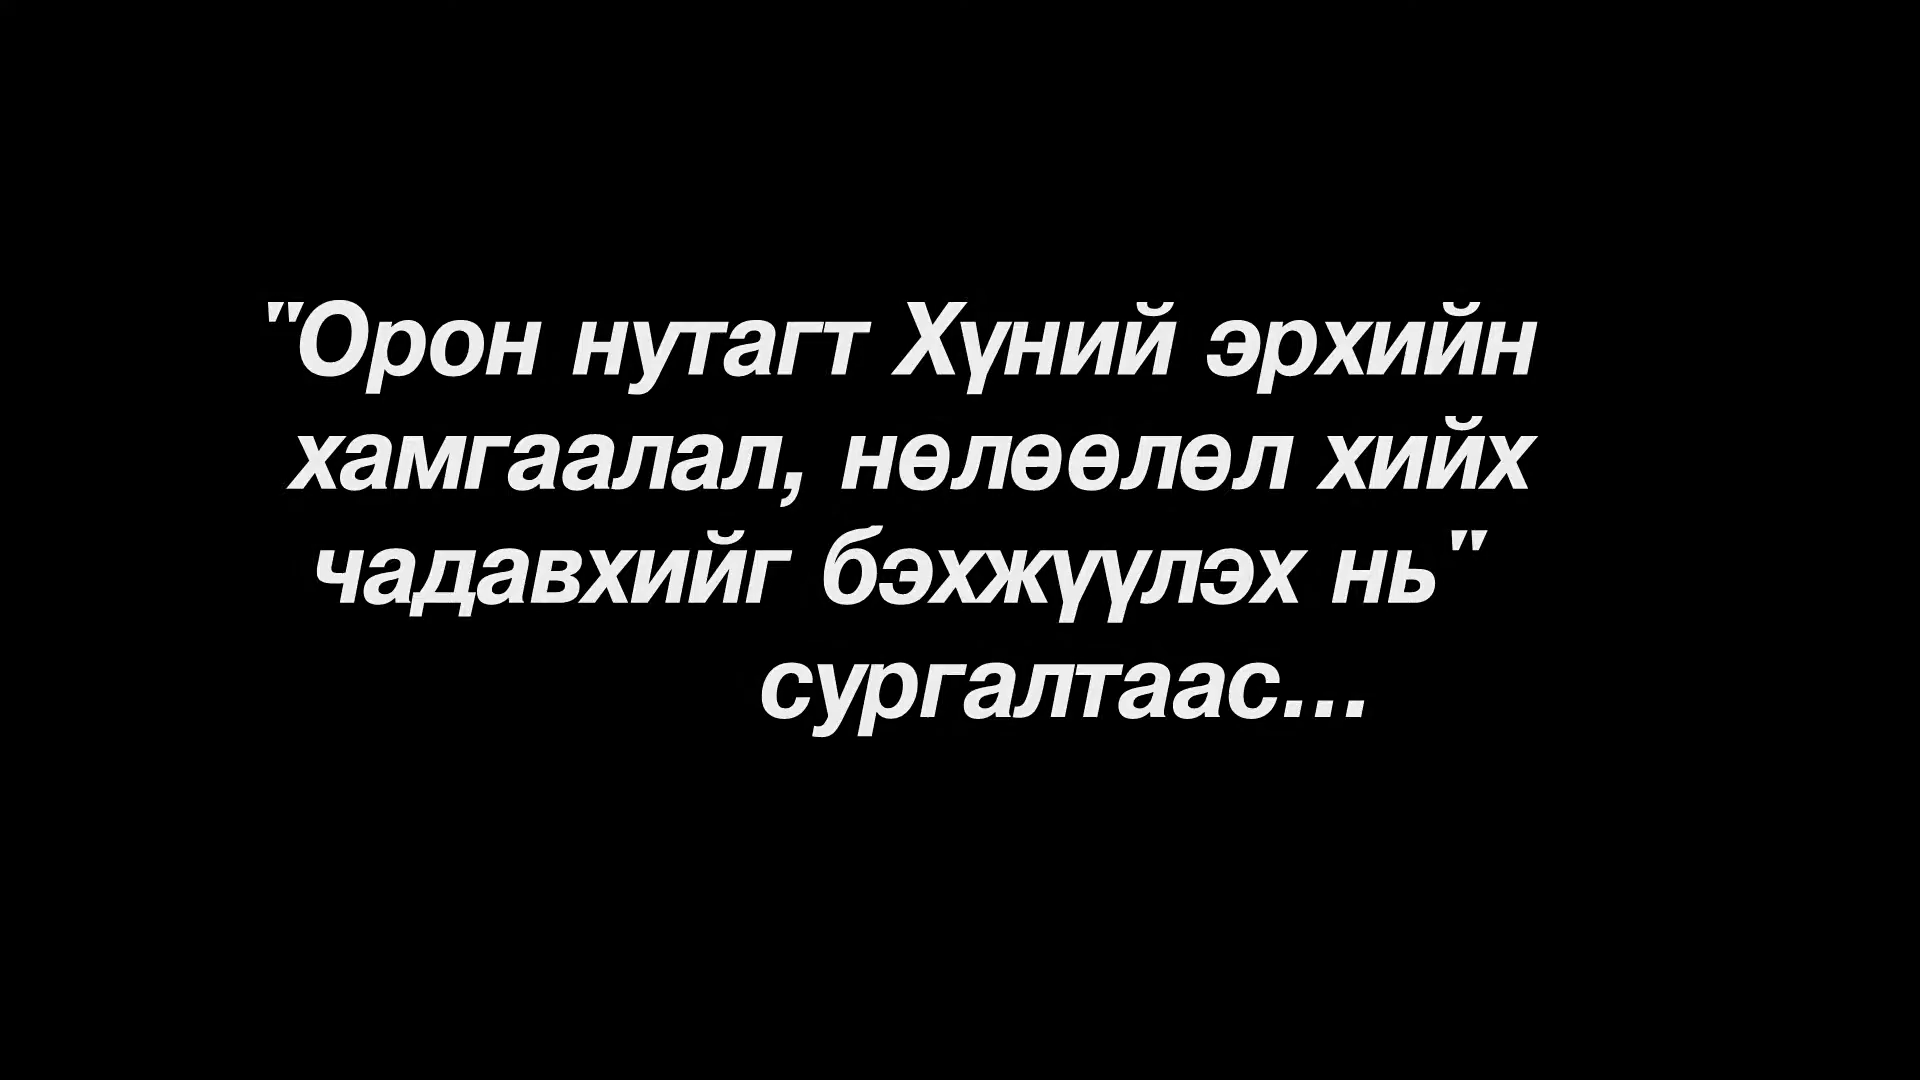 "Орон нутагт Хүний эрхийн
хамгаалал, нөлөөлөл хийх
чадавхийг бэхжүүлэх нь"
сургалтаас...